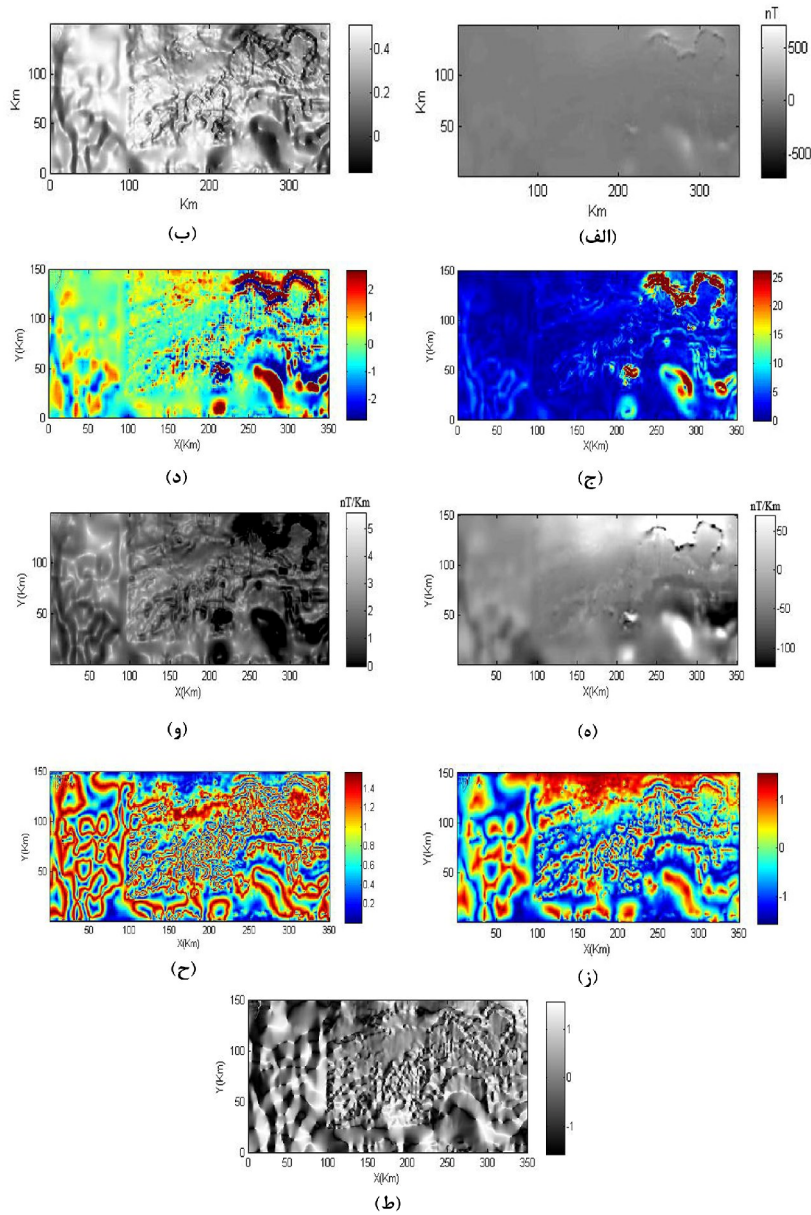 nT
500
0
-500
100
50
Km
100 200 300
Km
(الف)
0.4
0.2
0
100
50
0
Km
0 100 200 300
Km
(ب)
25
20
15
10
5
0
150
100
50
0
Y(Km)
0 50 100 150 200 250 300 350
X(Km)
(ج)
2
1
0
-1
-2
150
100
50
0
Y(Km)
0 50 100 150 200 250 300 350
X(Km)
(د)
nT/Km
50
0
-50
-100
100
50
Y(Km)
50 100 150 200 250 300 350
X(Km)
(ه)
nT/Km
5
4
3
2
1
0
100
50
Y(Km)
50 100 150 200 250 300 350
X(Km)
(و)
1
0
-1
150
100
50
Y(Km)
50 100 150 200 250 300 350
X(Km)
(ز)
1.4
1.2
1
0.8
0.6
0.4
0.2
150
100
50
Y(Km)
50 100 150 200 250 300 350
X(Km)
(ح)
1
0
-1
150
100
50
0
Y(Km)
0 50 100 150 200 250 300 350
X(Km)
(ط)